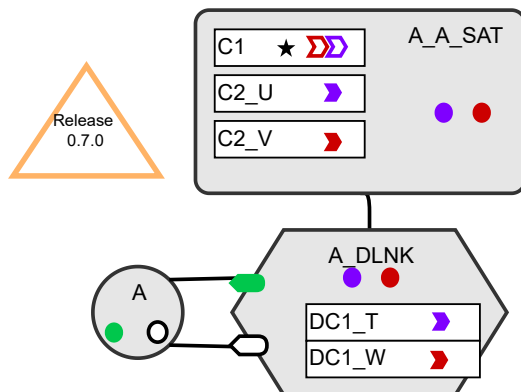 C1
A_A_SAT
C2_U
C2_V
Release
0.7.0
A_DLNK
A
DC1_T
DC1_W